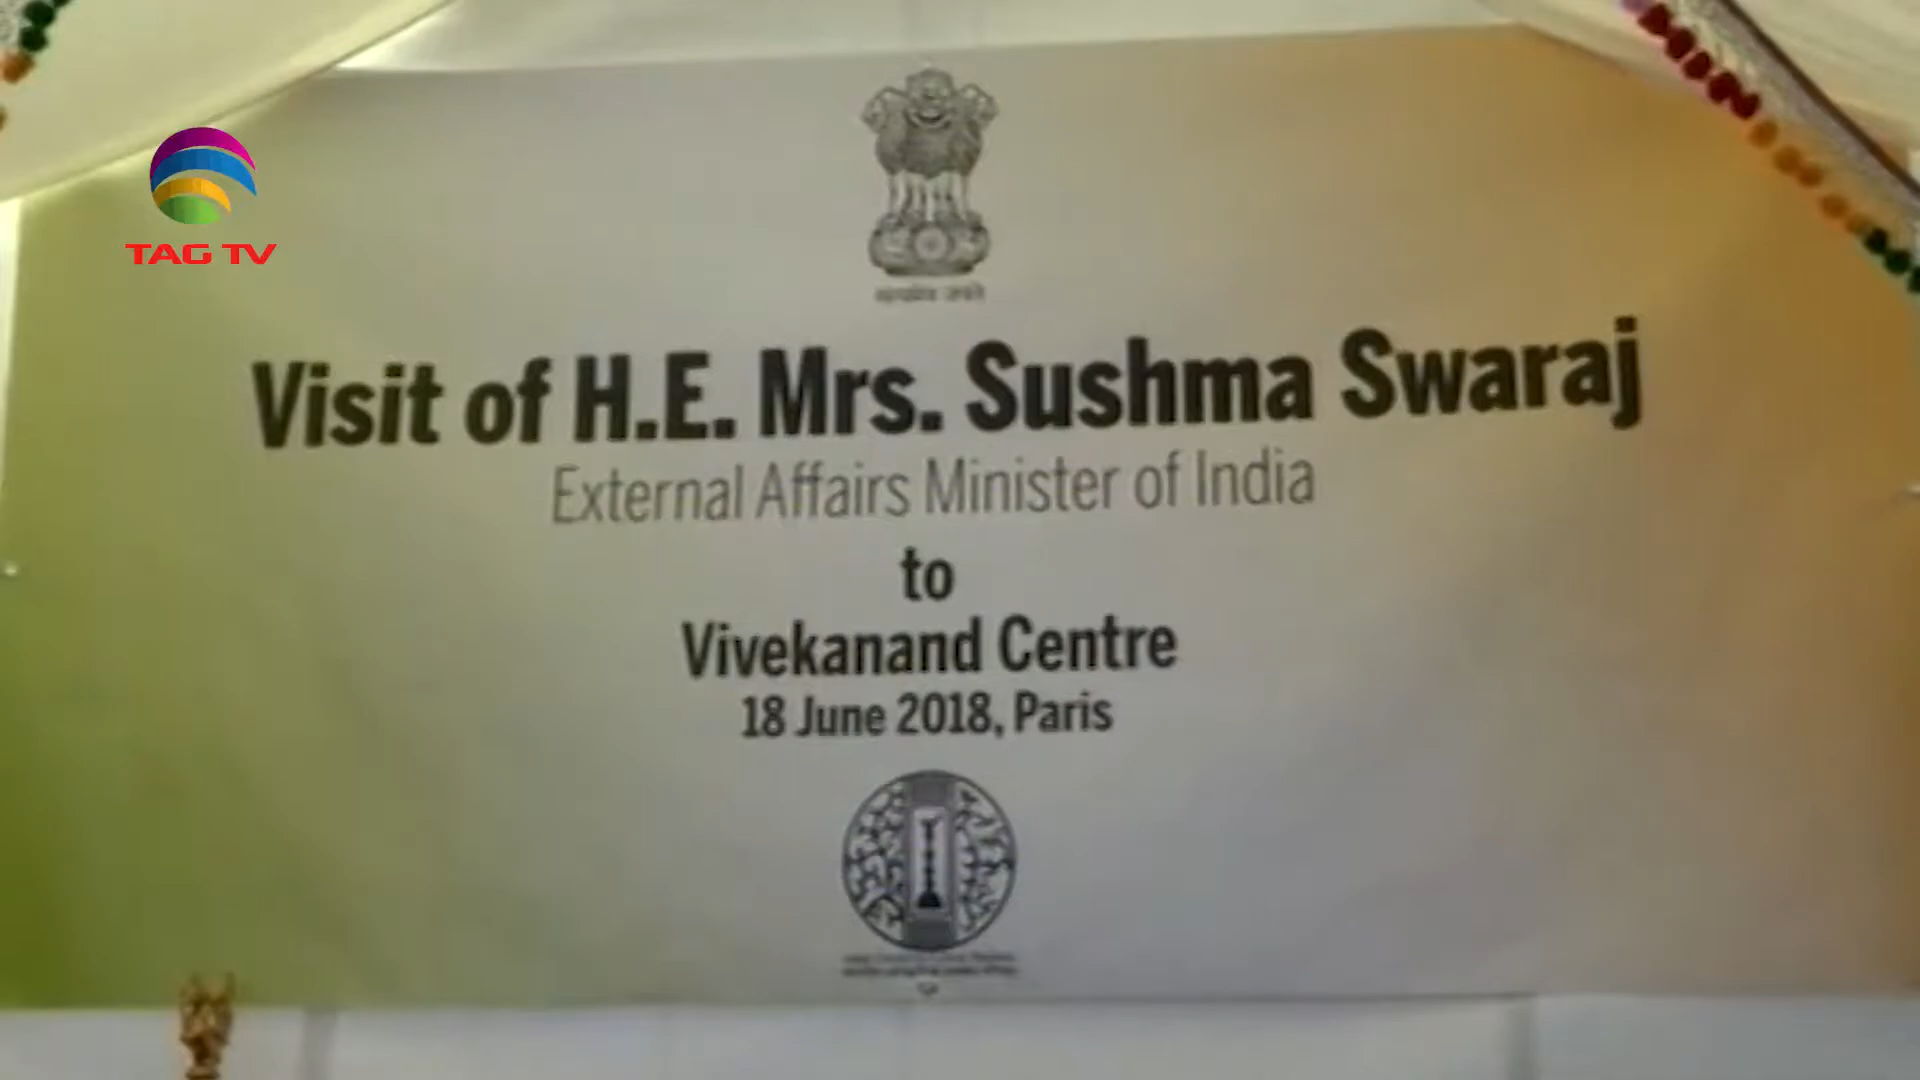 TAG TV
Visit of H.E. Mrs. Sushma Swaraj
External Affairs Minister of India
to
Vivekanand Centre
18 June 2018, Paris